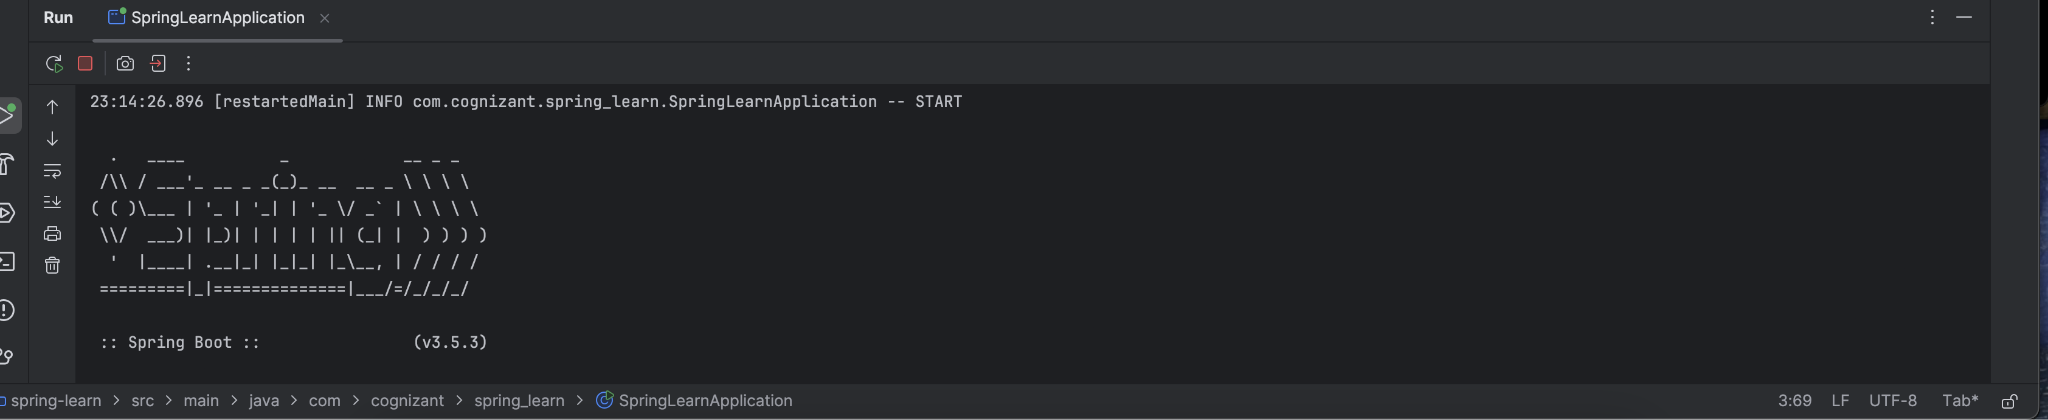 Run SpringLearnApplication
23:14:26.896 [restartedMain] INFO com.cognizant.spring_learn.SpringLearnApplication -- START
  .   ____          _            __ _ _
 /\\ / ___'_ __ _ _(_)_ __  __ _ \ \ \ \
( ( )\___ | '_ | '_| | '_ \/ _` | \ \ \ \
 \\/  ___)| |_)| | | | | || (_| |  ) ) ) )
  '  |____| .__|_| |_|_| |_\__, | / / / /
 =========|_|==============|___/=/_/_/_/
 :: Spring Boot ::                (v3.5.3)
spring-learn > src > main > java > com > cognizant > spring_learn > SpringLearnApplication 3:69 LF UTF-8 Tab*